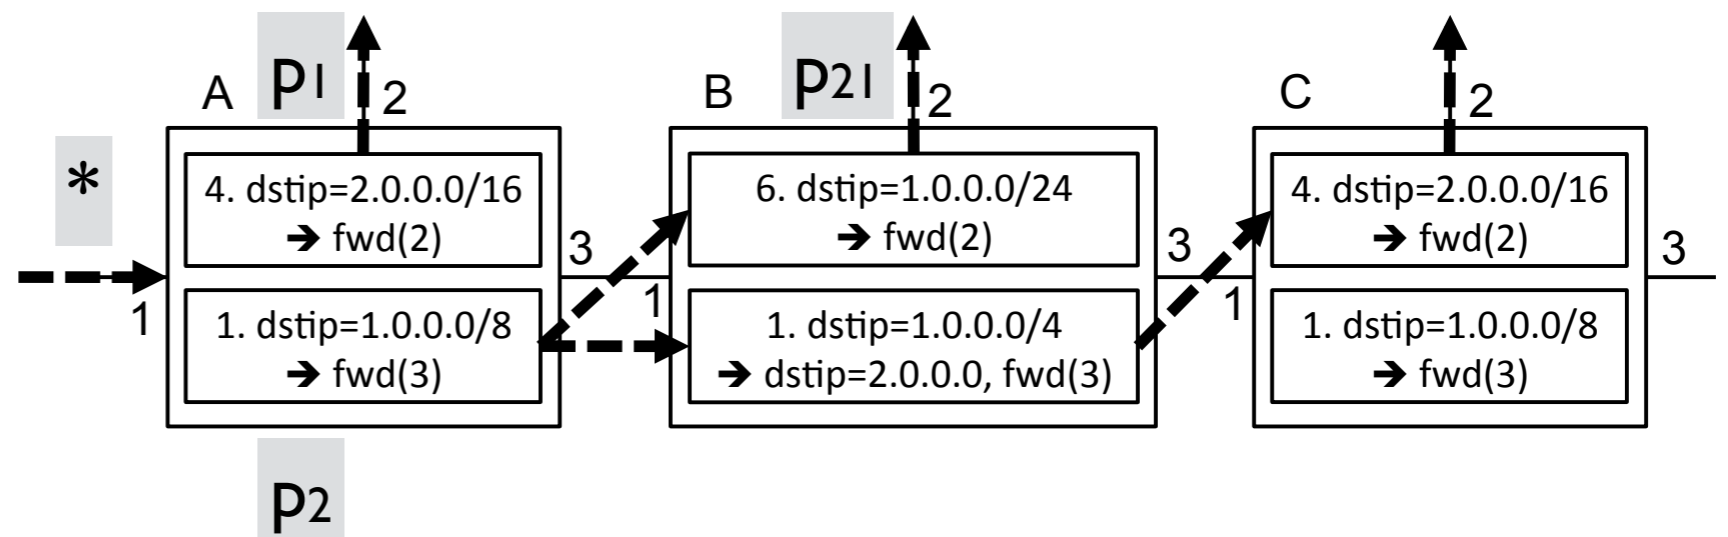 p1
2
p21
2
2
A
B
C
*
4. dstip=2.0.0.0/16
➔ fwd(2)
6. dstip=1.0.0.0/24
➔ fwd(2)
4. dstip=2.0.0.0/16
➔ fwd(2)
3
3
3
1
1
1
1. dstip=1.0.0.0/8
➔ fwd(3)
1. dstip=1.0.0.0/4
➔ dstip=2.0.0.0, fwd(3)
1. dstip=1.0.0.0/8
➔ fwd(3)
p2